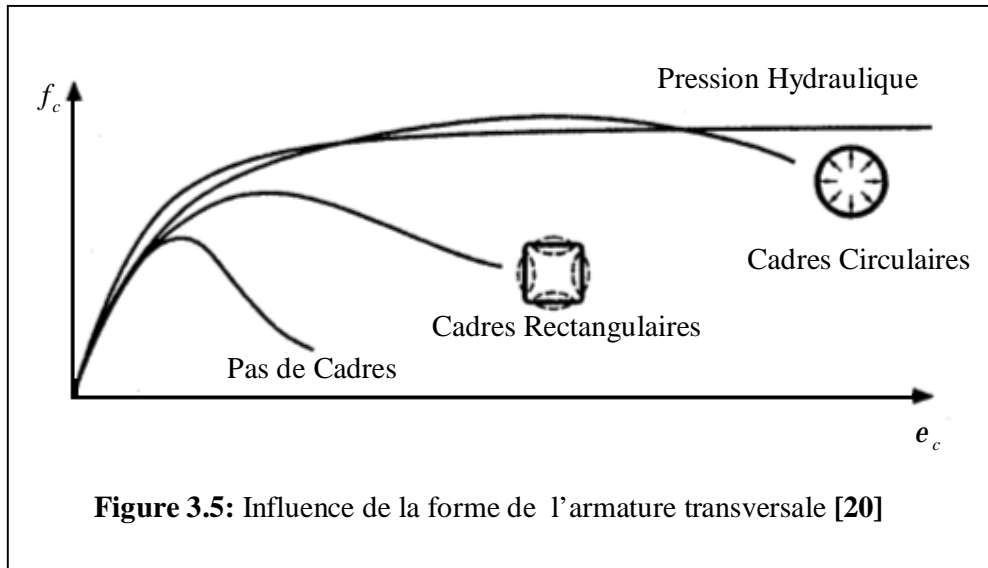 Pression Hydraulique
f_c
Cadres Circulaires
Cadres Rectangulaires
Pas de Cadres
e_c
Figure 3.5: Influence de la forme de l'armature transversale [20]